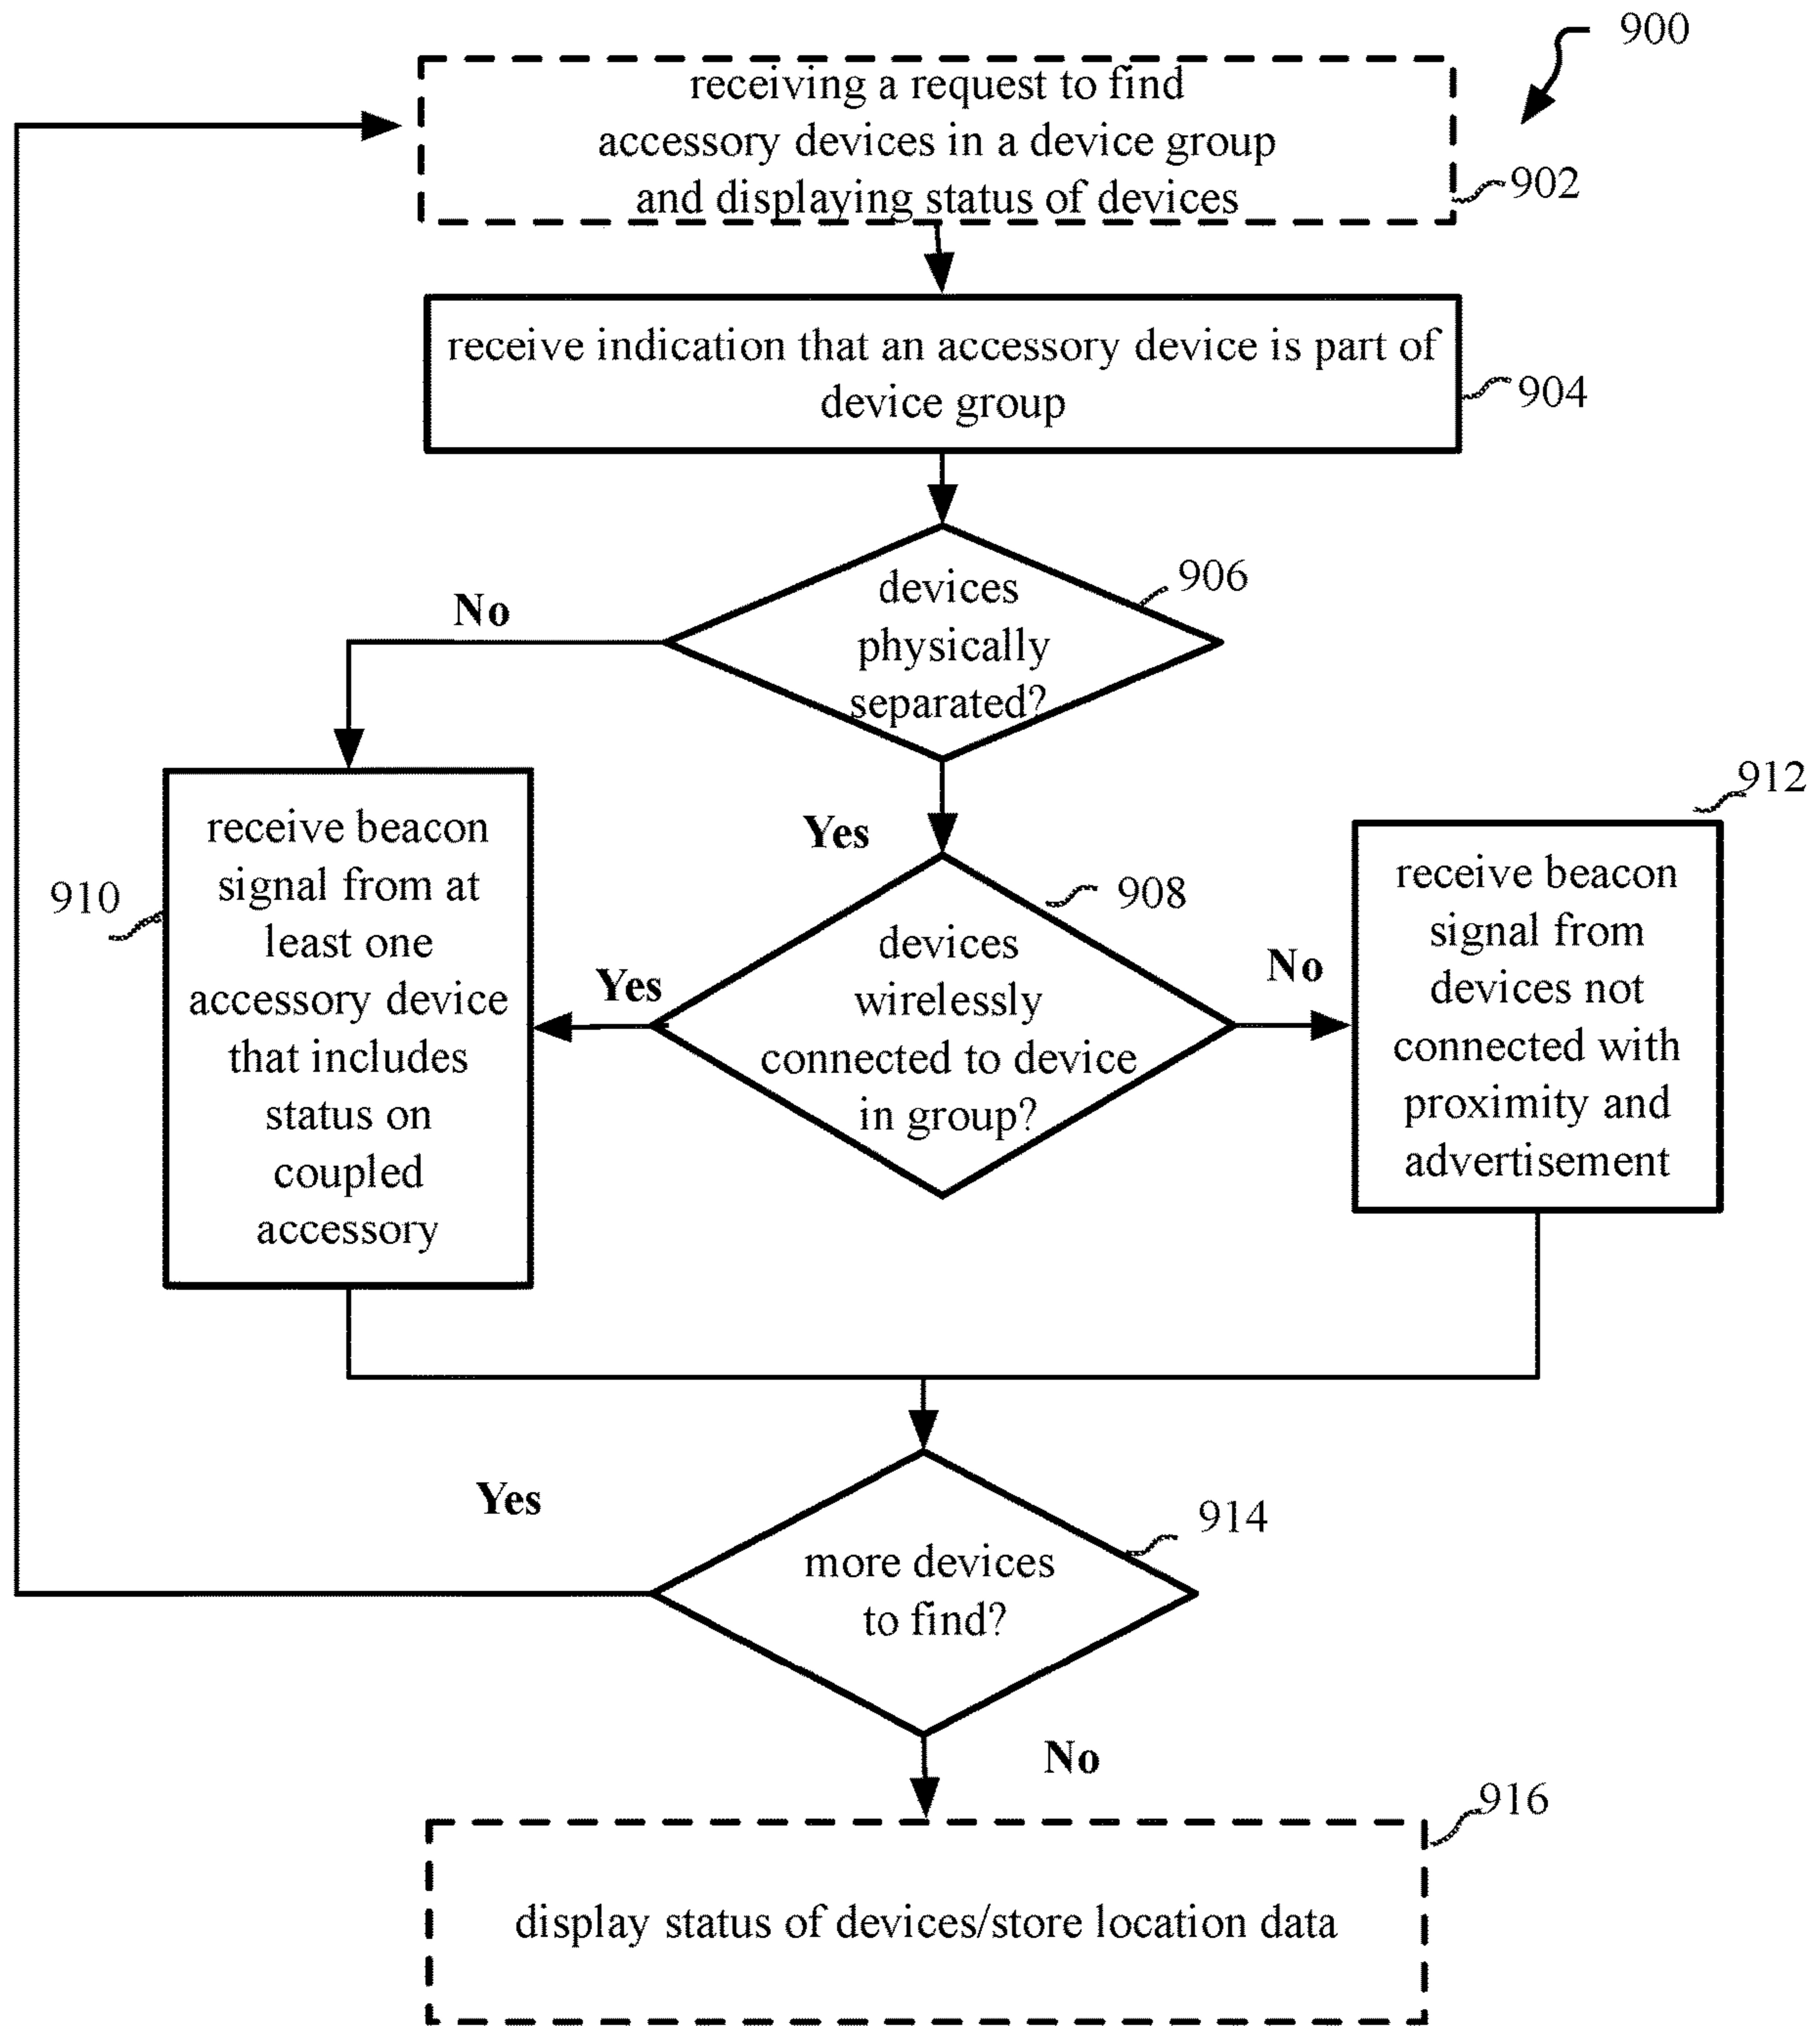 900
receiving a request to find
accessory devices in a device group
and displaying status of devices
902
receive indication that an accessory device is part of
device group
904
devices
physically
separated?
906
No
Yes
receive beacon
signal from at
least one
accessory device
that includes
status on
coupled
accessory
910
devices
wirelessly
connected to device
in group?
908
Yes
No
receive beacon
signal from
devices not
connected with
proximity and
advertisement
912
more devices
to find?
914
Yes
No
display status of devices/store location data
916